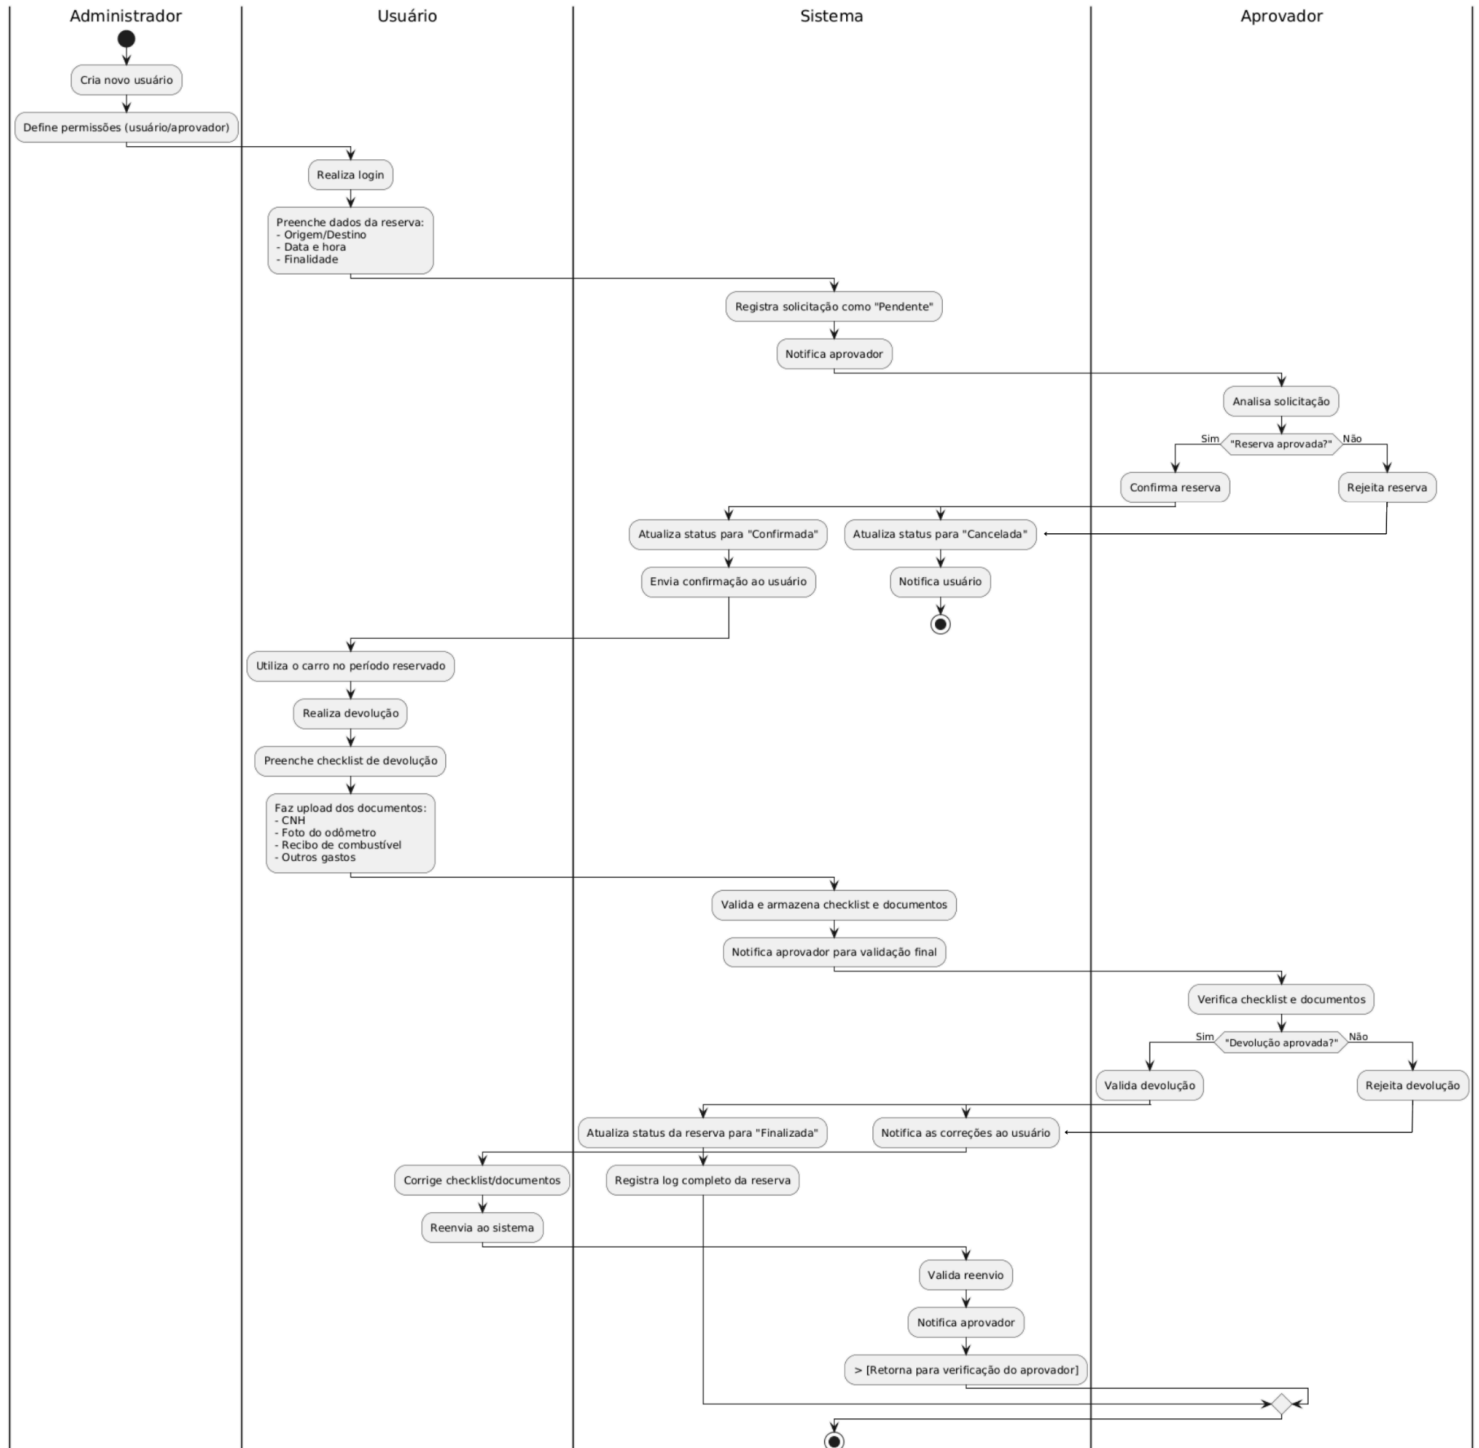 Administrador
Usuário
Sistema
Aprovador
Cria novo usuário
Define permissões (usuário/aprovador)
Realiza login
Preenche dados da reserva:
- Origem/Destino
- Data e hora
- Finalidade
Registra solicitação como "Pendente"
Notifica aprovador
Analisa solicitação
Sim
"Reserva aprovada?"
Não
Confirma reserva
Rejeita reserva
Atualiza status para "Confirmada"
Atualiza status para "Cancelada"
Envia confirmação ao usuário
Notifica usuário
Utiliza o carro no período reservado
Realiza devolução
Preenche checklist de devolução
Faz upload dos documentos:
- CNH
- Foto do odômetro
- Recibo de combustível
- Outros gastos
Valida e armazena checklist e documentos
Notifica aprovador para validação final
Verifica checklist e documentos
Sim
"Devolução aprovada?"
Não
Valida devolução
Rejeita devolução
Atualiza status da reserva para "Finalizada"
Notifica as correções ao usuário
Corrige checklist/documentos
Registra log completo da reserva
Reenvia ao sistema
Valida reenvio
Notifica aprovador
> [Retorna para verificação do aprovador]